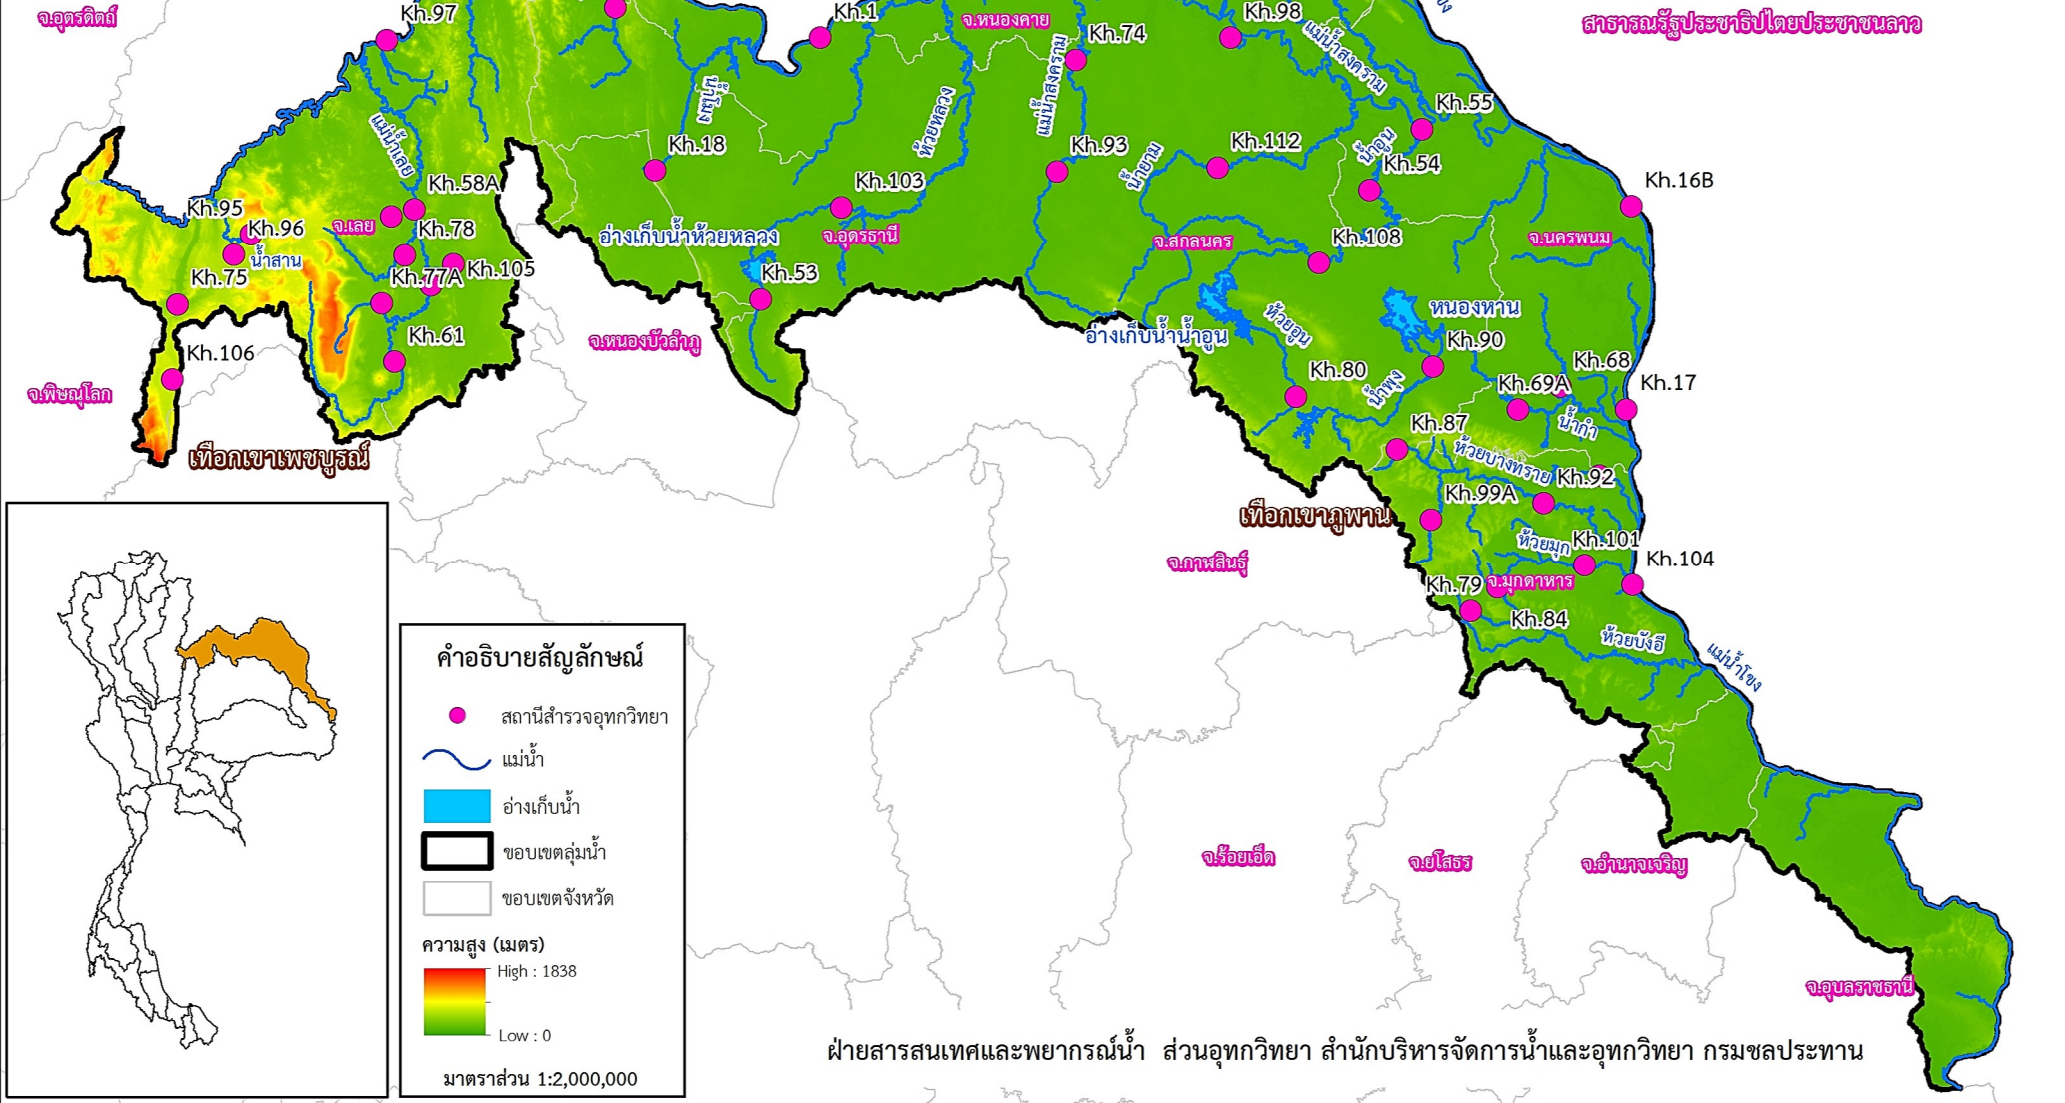 จ.อุตรดิตถ์
Kh.97
Kh.1
จ.หนองคาย
Kh.74
Kh.98
แม่น้ำสงคราม
สาธารณรัฐประชาธิปไตยประชาชนลาว
แม่น้ำเลย
น้ำโมง
Kh.18
ห้วยหลวง
แม่น้ำสงคราม
Kh.93
น้ำยาม
Kh.112
Kh.55
น้ำอูน
Kh.54
Kh.16B
Kh.95
Kh.96
น้ำสาน
Kh.75
จ.เลย
Kh.58A
Kh.78
Kh.77A
Kh.105
Kh.61
Kh.103
จ.อุดรธานี
อ่างเก็บน้ำห้วยหลวง
Kh.53
จ.สกลนคร
Kh.108
จ.นครพนม
จ.หนองบัวลำภู
อ่างเก็บน้ำน้ำอูน
ห้วยอูน
หนองหาน
Kh.90
Kh.80
น้ำพุง
Kh.106
จ.พิษณุโลก
Kh.68
Kh.69A
Kh.17
น้ำกำ
Kh.87
ห้วยบางทราย
Kh.92
เทือกเขาเพชบูรณ์
เทือกเขาภูพาน
Kh.99A
ห้วยมุก
Kh.101
Kh.104
จ.กาฬสินธุ์
Kh.79
จ.มุกดาหาร
Kh.84
ห้วยบังอี
แม่น้ำโขง
คำอธิบายสัญลักษณ์
สถานีสำรวจอุทกวิทยา
แม่น้ำ
อ่างเก็บน้ำ
ขอบเขตลุ่มน้ำ
ขอบเขตจังหวัด
ความสูง (เมตร)
High : 1838
Low : 0
มาตราส่วน 1:2,000,000
จ.ร้อยเอ็ด
จ.ยโสธร
จ.อำนาจเจริญ
จ.อุบลราชธานี
ฝ่ายสารสนเทศและพยากรณ์น้ำ ส่วนอุทกวิทยา สำนักบริหารจัดการน้ำและอุทกวิทยา กรมชลประทาน